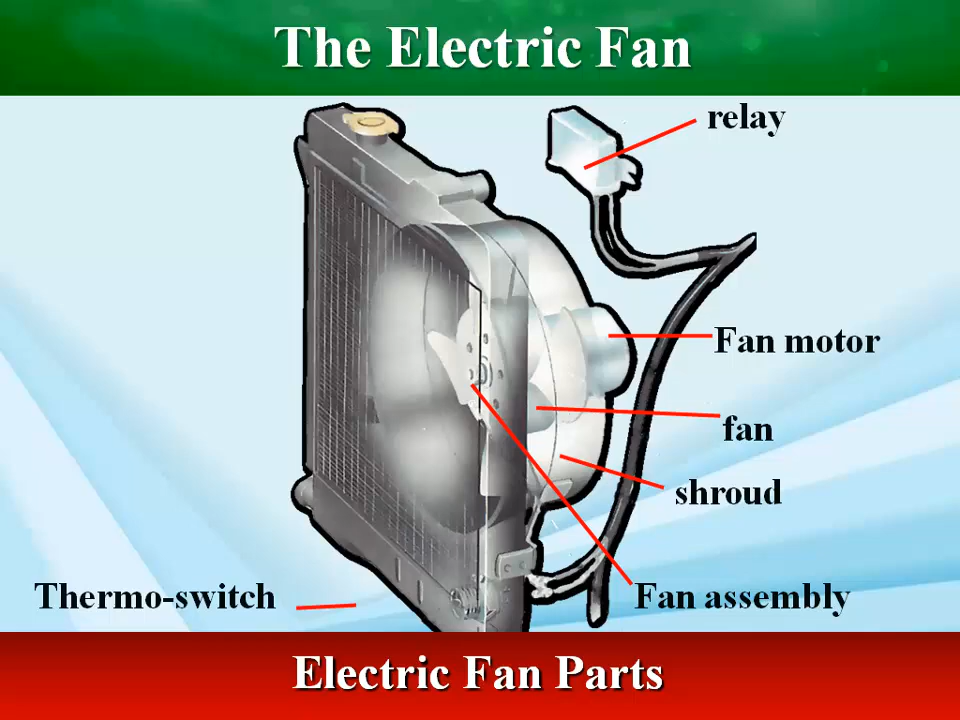 The Electric Fan
relay
Fan motor
fan
shroud
Thermo-switch
Fan assembly
Electric Fan Parts